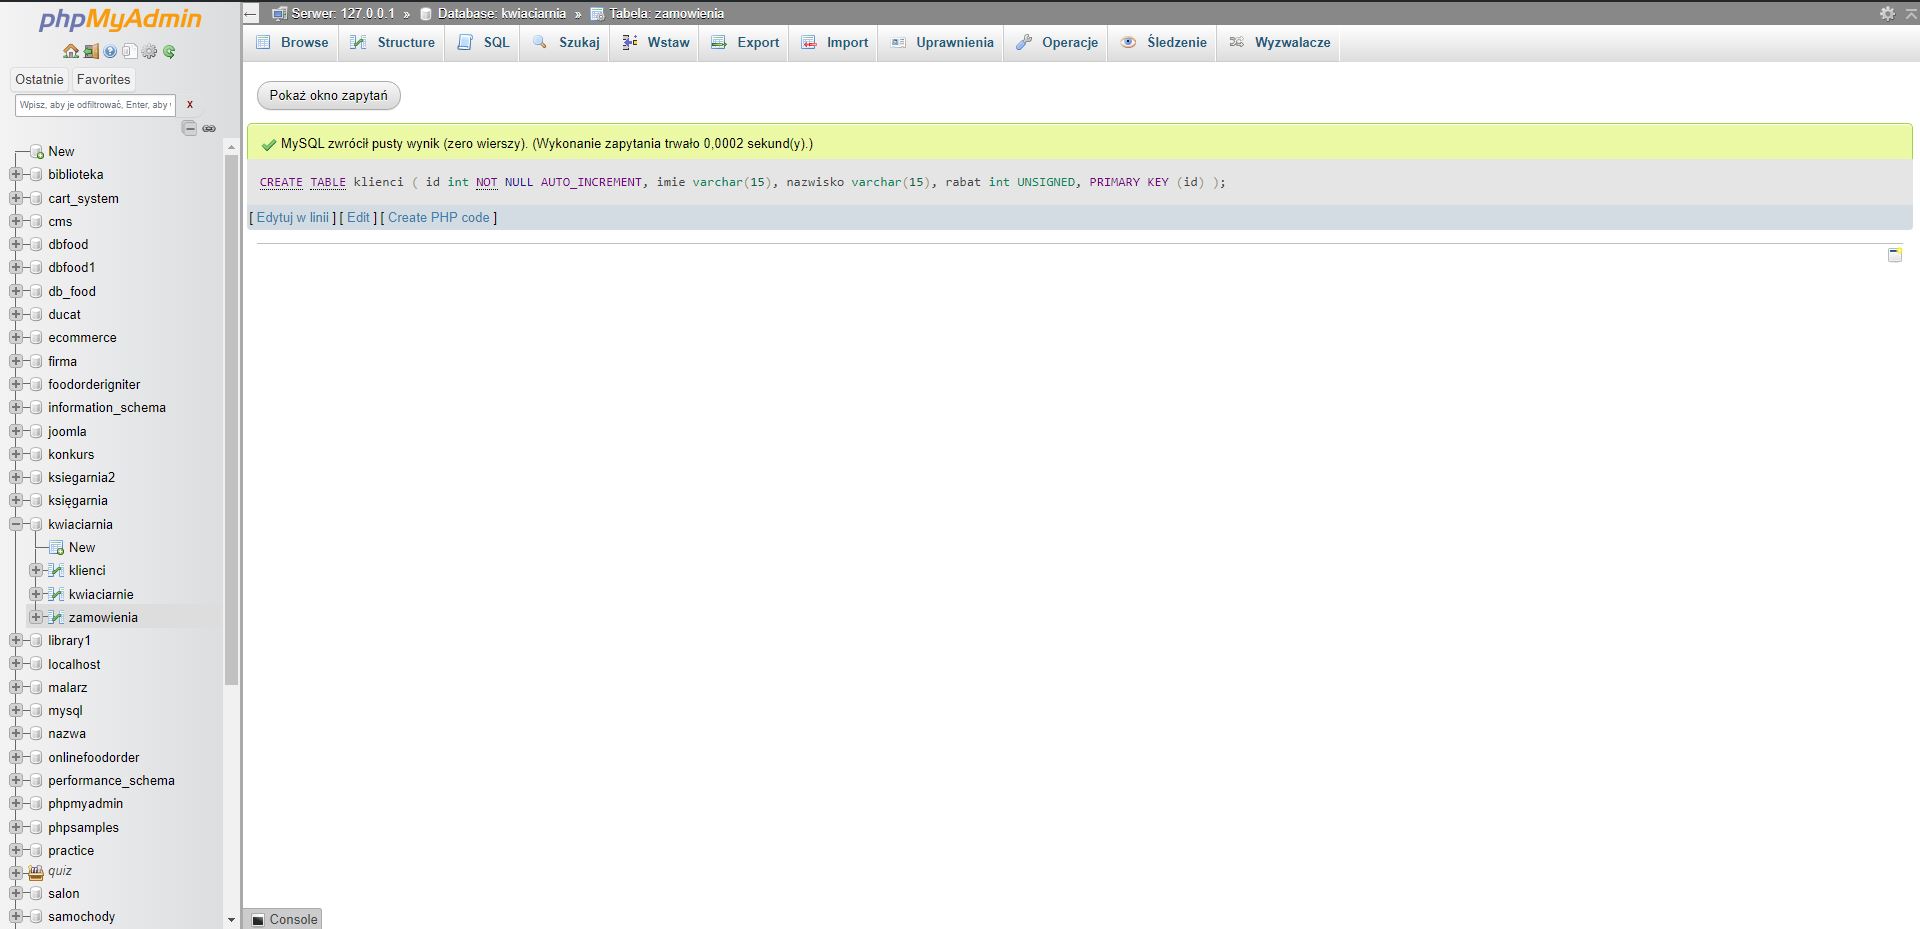 phpMyAdmin
Ostatnie Favorites
Wpisz, aby je odfiltrować, Enter, aby X
New
biblioteka
cart_system
cms
dbfood
dbfood1
db_food
ducat
ecommerce
firma
foodorderigniter
information_schema
joomla
konkurs
ksiegarnia2
księgarnia
kwiaciarnia
New
klienci
kwiaciarnie
zamowienia
library1
localhost
malarz
mysql
nazwa
onlinefoodorder
performance_schema
phpmyadmin
phpsamples
practice
quiz
salon
samochody
Serwer: 127.0.0.1 » Database: kwiaciarnia » Tabela: zamowienia
Browse Structure SQL Szukaj Wstaw Export Import Uprawnienia Operacje Śledzenie Wyzwalacze
Pokaż okno zapytań
MySQL zwrócił pusty wynik (zero wierszy). (Wykonanie zapytania trwało 0,0002 sekund(y).)
CREATE TABLE klienci ( id int NOT NULL AUTO_INCREMENT, imie varchar(15), nazwisko varchar(15), rabat int UNSIGNED, PRIMARY KEY (id) );
[ Edytuj w linii ] [ Edit ] [ Create PHP code ]
Console